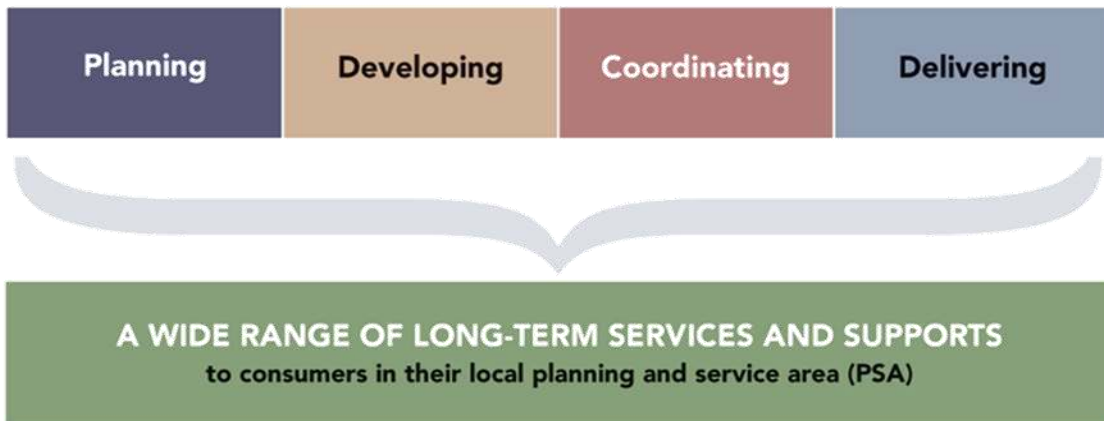 Planning
Developing
Coordinating
Delivering
A WIDE RANGE OF LONG-TERM SERVICES AND SUPPORTS
to consumers in their local planning and service area (PSA)